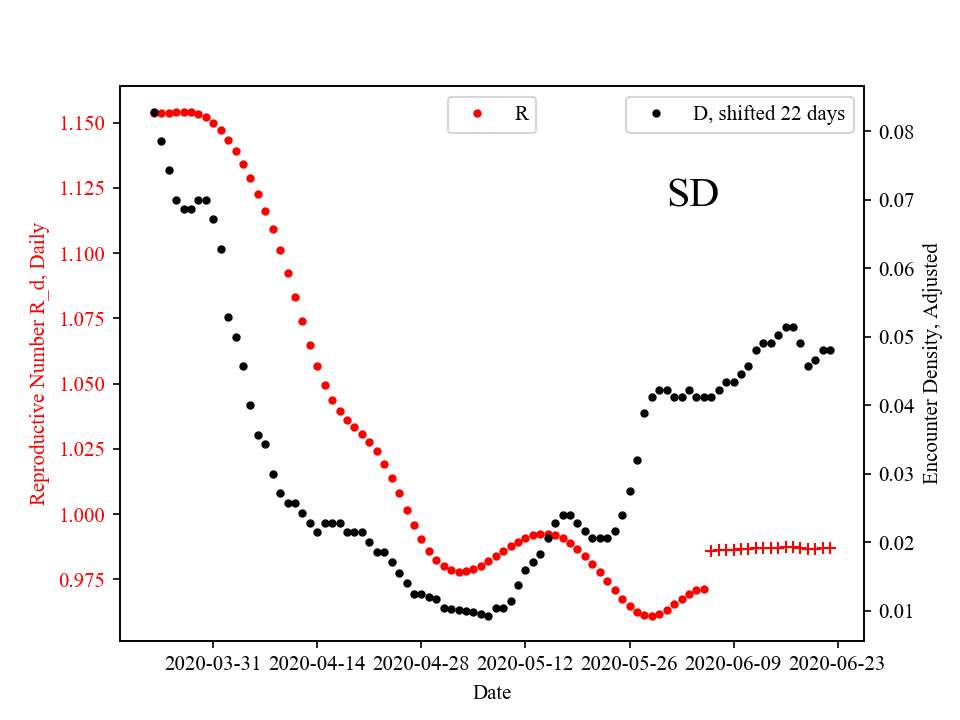 R
D, shifted 22 days
SD
Reproductive Number R_d, Daily
1.150
1.125
1.100
1.075
1.050
1.025
1.000
0.975
0.08
0.07
0.06
0.05
0.04
0.03
0.02
0.01
Encounter Density, Adjusted
2020-03-31 2020-04-14 2020-04-28 2020-05-12 2020-05-26 2020-06-09 2020-06-23
Date